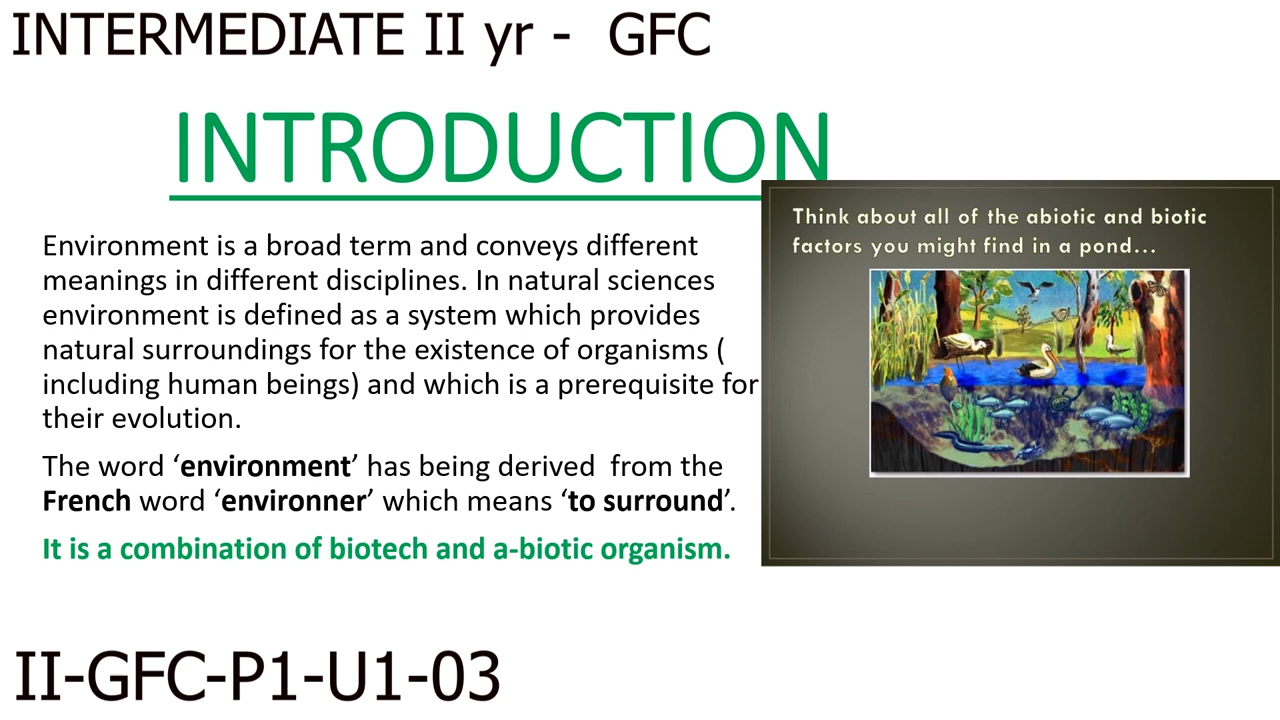 INTERMEDIATE II yr - GFC
INTRODUCTION
Environment is a broad term and conveys different
meanings in different disciplines. In natural sciences
environment is defined as a system which provides
natural surroundings for the existence of organisms (
including human beings) and which is a prerequisite for
their evolution.
The word ‘environment’ has being derived from the
French word ‘environner’ which means ‘to surround’.
It is a combination of biotech and a-biotic organism.
Think about all of the abiotic and biotic
factors you might find in a pond...
II-GFC-P1-U1-03